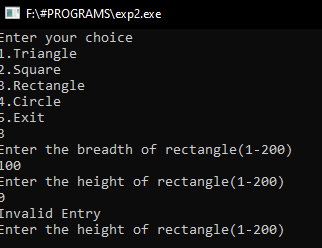 F:\#PROGRAMS\exp2.exe
Enter your choice
1.Triangle
2.Square
3.Rectangle
4.Circle
5.Exit
3
Enter the breadth of rectangle(1-200)
100
Enter the height of rectangle(1-200)
0
Invalid Entry
Enter the height of rectangle(1-200)